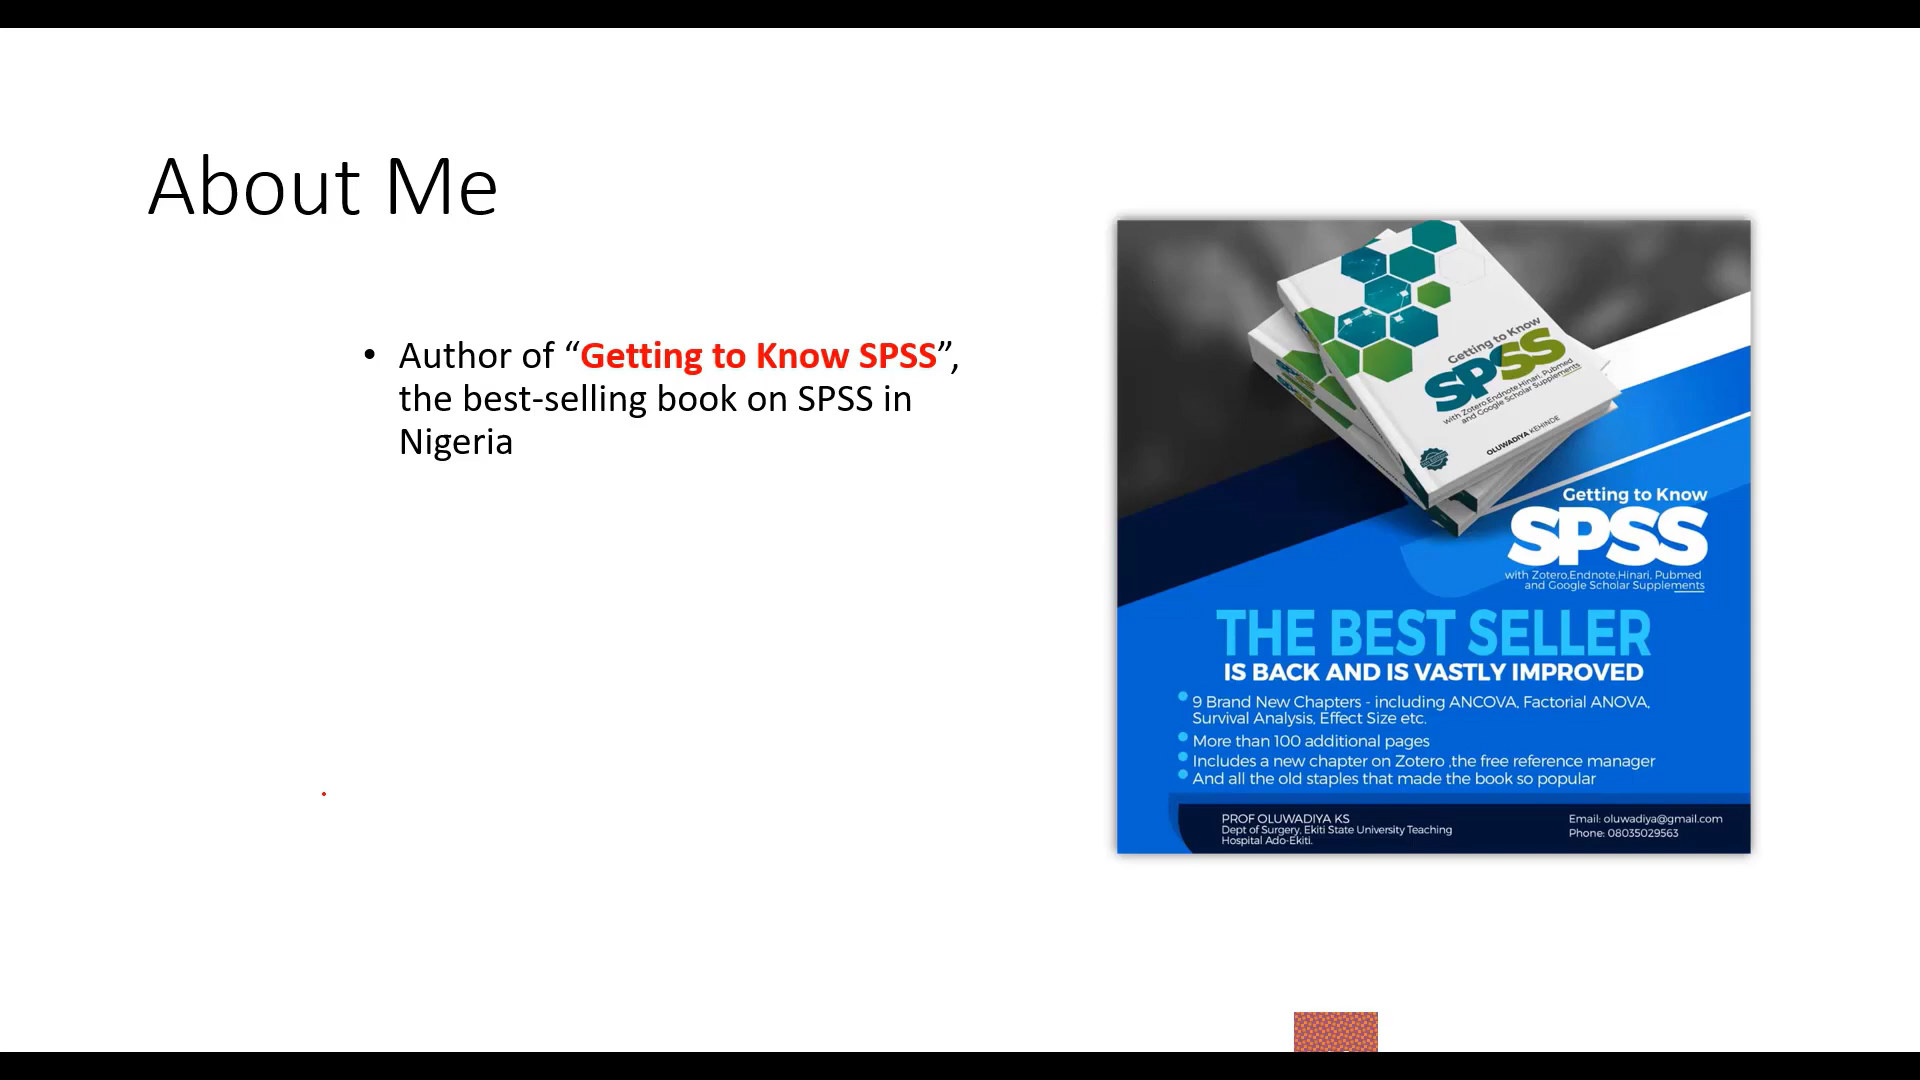 About Me
• Author of “Getting to Know SPSS”,
the best-selling book on SPSS in
Nigeria
Getting to Know
SPSS
with Zotero,Endnote,Hinari, Pubmed
and Google Scholar Supplements
OLUWADIYA KEHINDE
Getting to Know
SPSS
with Zotero,Endnote,Hinari, Pubmed
and Google Scholar Supplements
THE BEST SELLER
IS BACK AND IS VASTLY IMPROVED
9 Brand New Chapters - including ANCOVA, Factorial ANOVA,
Survival Analysis, Effect Size etc.
More than 100 additional pages
Includes a new chapter on Zotero ,the free reference manager
And all the old staples that made the book so popular
PROF OLUWADIYA KS
Dept of Surgery, Ekiti State University Teaching
Hospital Ado-Ekiti.
Email: oluwadiya@gmail.com
Phone: 08035029563